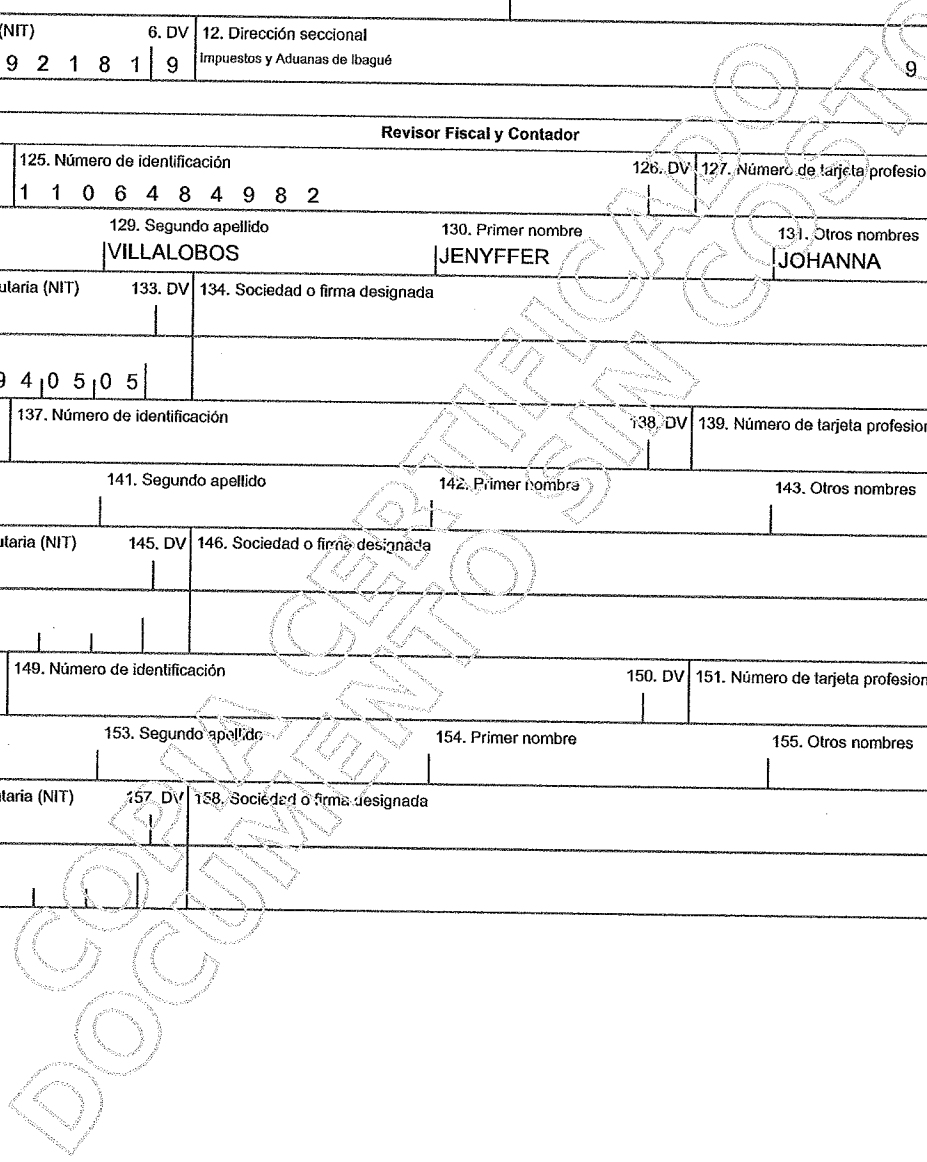 (NIT) 6. DV 12. Dirección seccional
9 2 1 8 1 9 Impuestos y Aduanas de Ibagué 9
Revisor Fiscal y Contador
125. Número de identificación 126. DV 127. Número de tarjeta profesio
1 1 0 6 4 8 4 9 8 2
129. Segundo apellido 130. Primer nombre 131. Otros nombres
VILLALOBOS JENYFFER JOHANNA
utaria (NIT) 133. DV 134. Sociedad o firma designada
9 4 0 5 0 5
137. Número de identificación 138. DV 139. Número de tarjeta profesion
141. Segundo apellido 142. Primer nombre 143. Otros nombres
utaria (NIT) 145. DV 146. Sociedad o firma designada
149. Número de identificación 150. DV 151. Número de tarjeta profesion
153. Segundo apellido 154. Primer nombre 155. Otros nombres
utaria (NIT) 157. DV 158. Sociedad o firma designada
COPIA CERTIFICADO
DOCUMENTO SIN COSTO